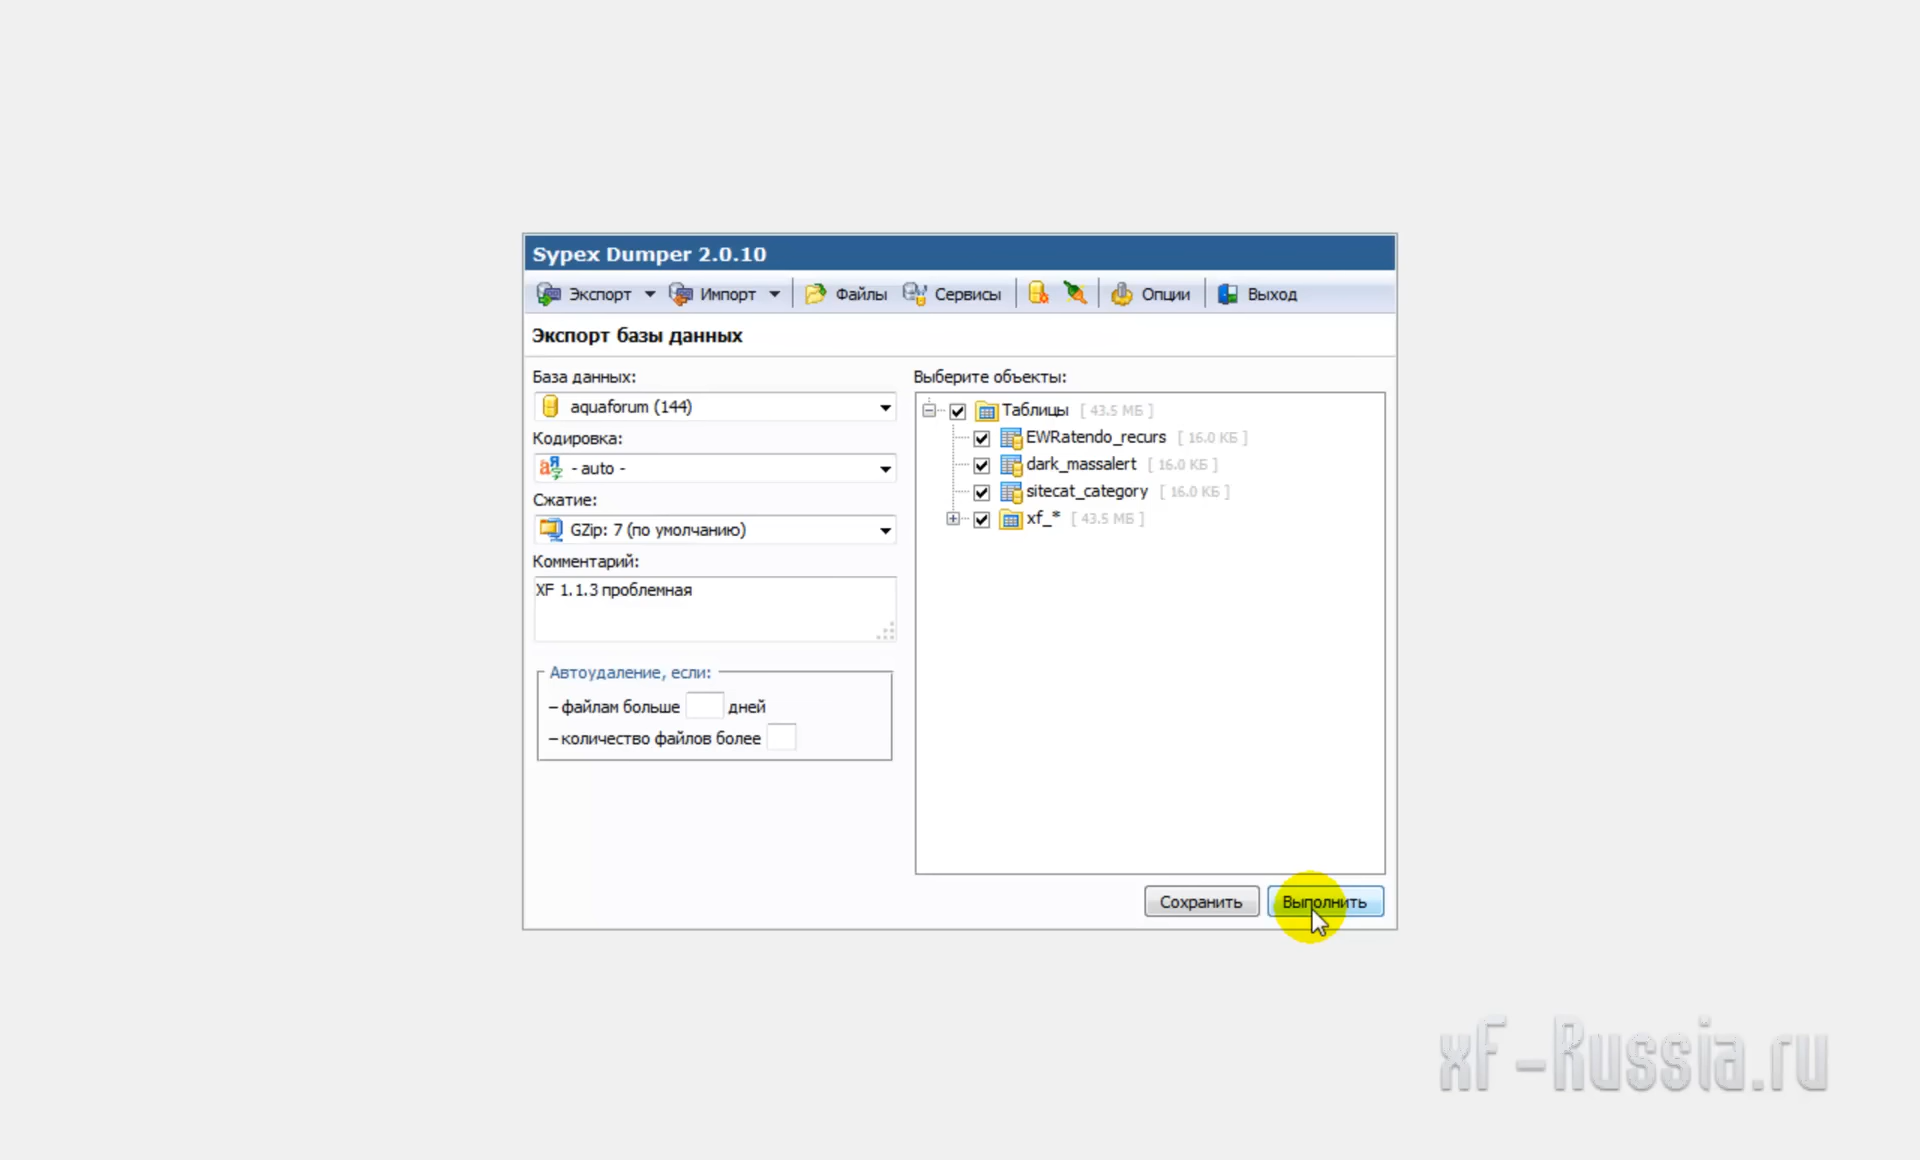 Sypex Dumper 2.0.10
Экспорт Импорт Файлы Сервисы Опции Выход
Экспорт базы данных
База данных:
aquaforum (144)
Кодировка:
- auto -
Сжатие:
GZip: 7 (по умолчанию)
Комментарий:
XF 1.1.3 проблемная
Автоудаление, если:
– файлам больше дней
– количество файлов более
Выберите объекты:
Таблицы [ 43.5 МБ ]
EWRatendo_recurs [ 16.0 КБ ]
dark_massalert [ 16.0 КБ ]
sitecat_category [ 16.0 КБ ]
xf_* [ 43.5 МБ ]
Сохранить Выполнить
xF-Russia.ru